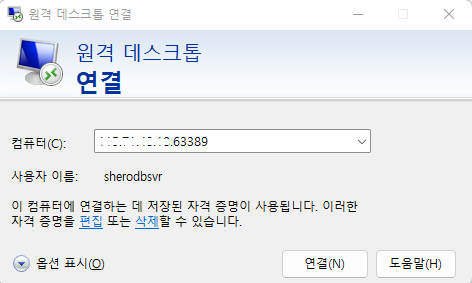 원격 데스크톱 연결
원격 데스크톱
연결
컴퓨터(C):
:63389
사용자 이름: sherodbsvr
이 컴퓨터에 연결하는 데 저장된 자격 증명이 사용됩니다. 이러한
자격 증명을 편집 또는 삭제할 수 있습니다.
옵션 표시(O)
연결(N)
도움말(H)